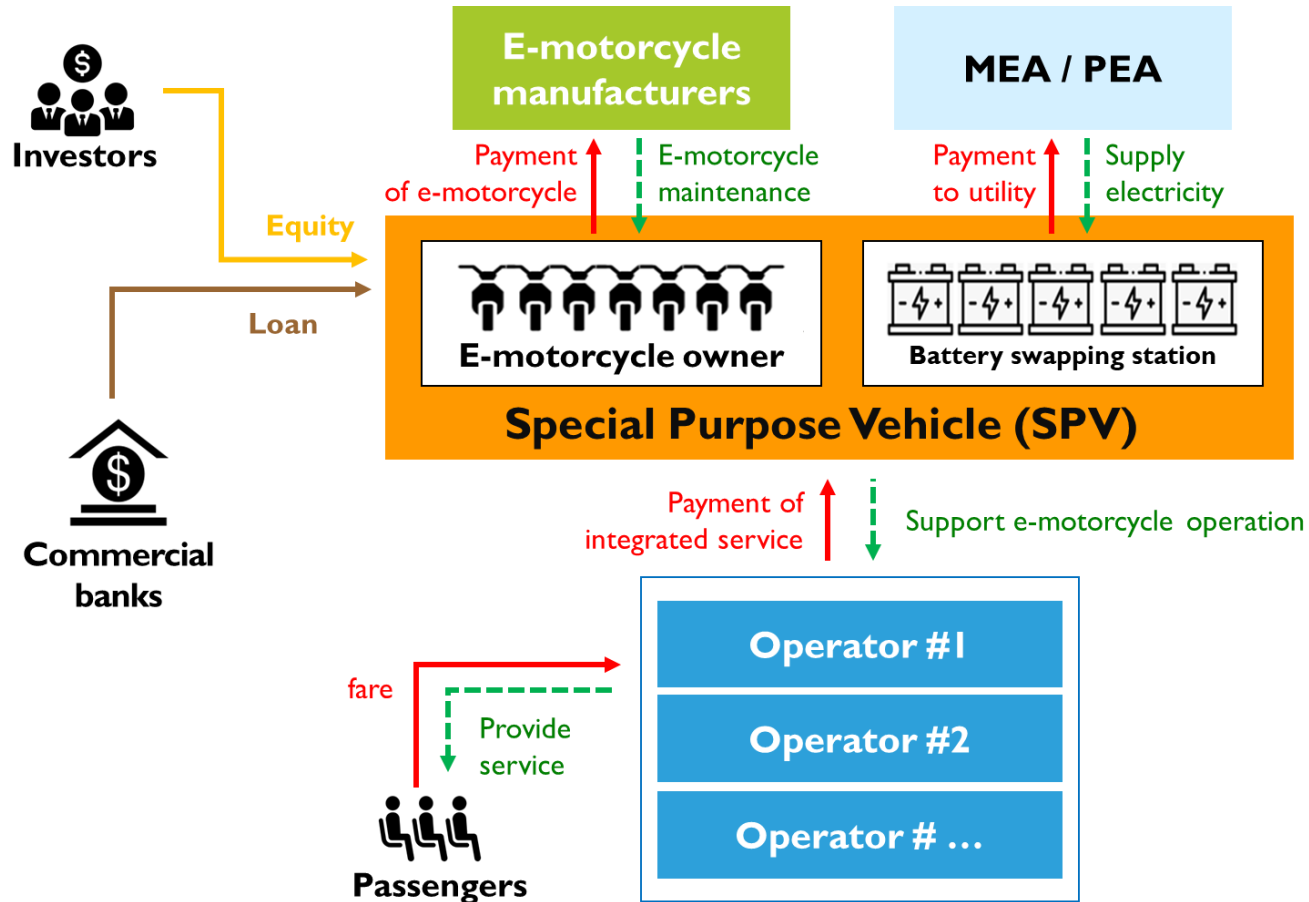 E-motorcycle
manufacturers
MEA / PEA
$
Investors
Payment
of e-motorcycle
E-motorcycle
maintenance
Payment
to utility
Supply
electricity
Equity
Loan
E-motorcycle owner
- + - + - + - + - +
Battery swapping station
Special Purpose Vehicle (SPV)
$
Commercial
banks
Payment of
integrated service
Support e-motorcycle operation
Operator #1
fare
Provide
service
Operator #2
Operator # …
Passengers